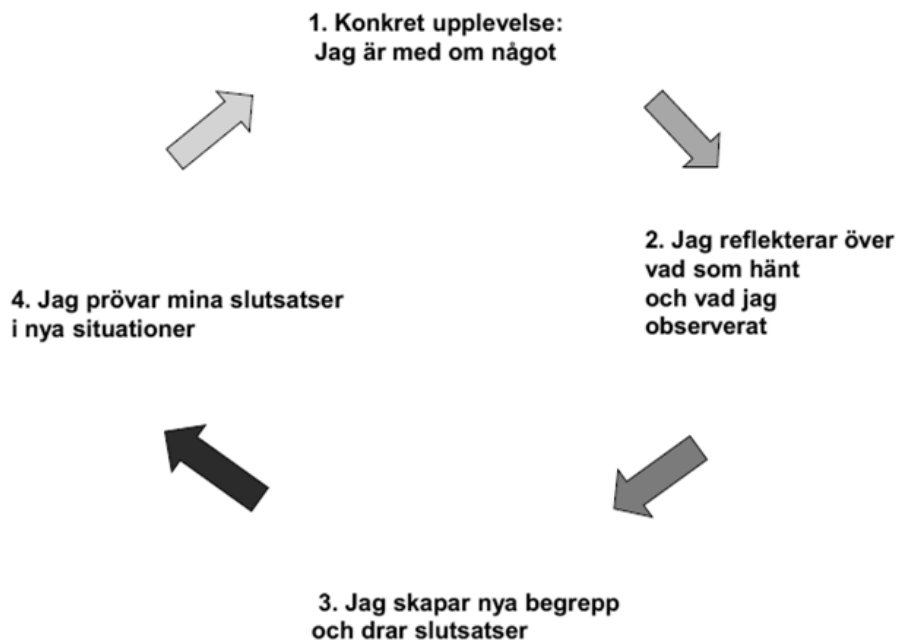 1. Konkret upplevelse:
Jag är med om något
2. Jag reflekterar över
vad som hänt
och vad jag
observerat
3. Jag skapar nya begrepp
och drar slutsatser
4. Jag prövar mina slutsatser
i nya situationer